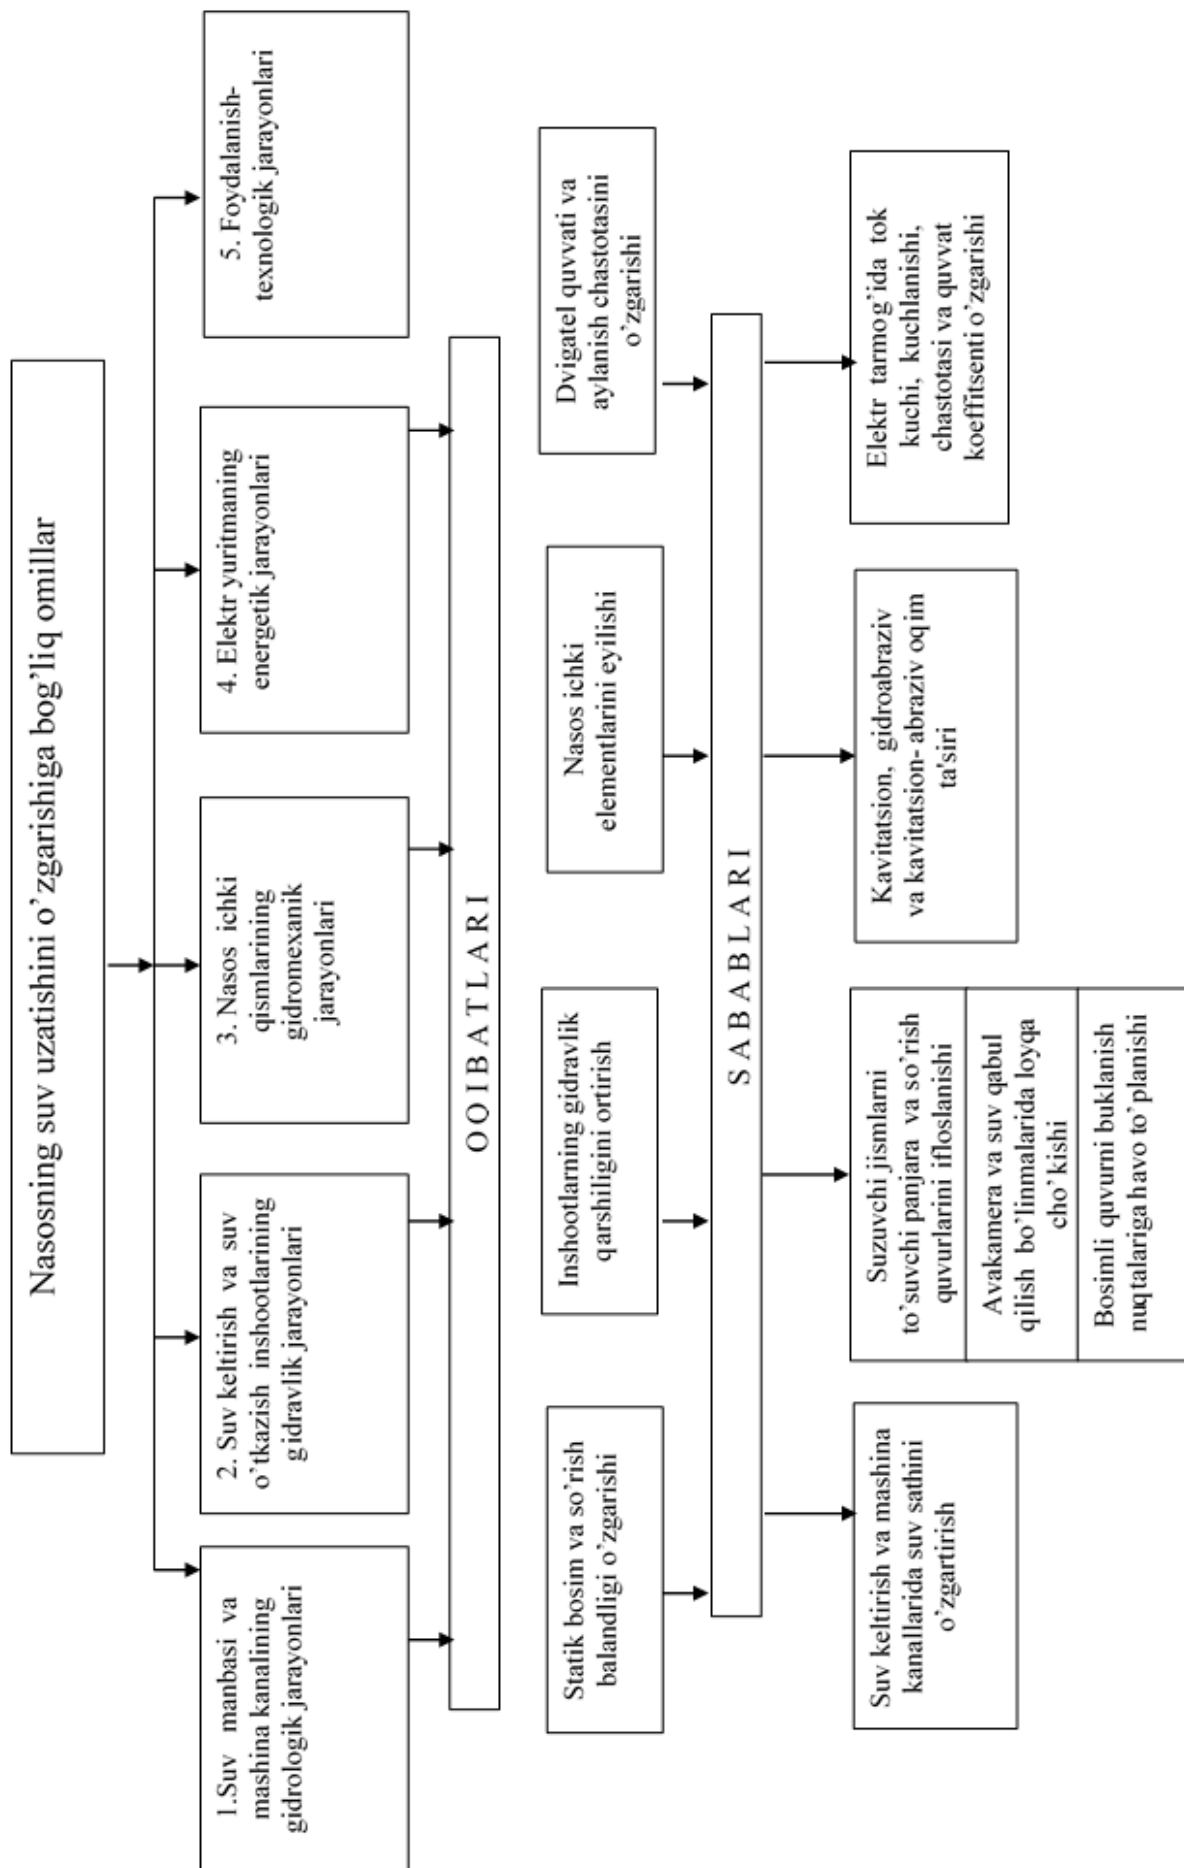 Nasosning suv uzatishini o’zgarishiga bog’liq omillar
1.Suv manbasi va
mashina kanalining
gidrologik jarayonlari
2. Suv keltirish va suv
o’tkazish inshootlarining
gidravlik jarayonlari
3. Nasos ichki
qismlarining
gidromexanik
jarayonlari
4. Elektr yuritmaning
energetik jarayonlari
5. Foydalanish-
texnologik jarayonlari
OQIBATLARI
Statik bosim va so’rish
balandligi o’zgarishi
Inshootlarning gidravlik
qarshiligini ortirish
Nasos ichki
elementlarini eyilishi
Dvigatel quvvati va
aylanish chastotasini
o’zgarishi
SABABLARI
Suv keltirish va mashina
kanallarida suv sathini
o’zgartirish
Suzuvchi jismlarni
to’suvchi panjara va so’rish
quvurlarini ifloslanishi
Avakamera va suv qabul
qilish bo’linmalarida loyqa
cho’kishi
Bosimli quvurni buklanish
nuqtalariga havo to’planishi
Kavitatsion, gidroabraziv
va kavitatsion- abraziv oqim
ta'siri
Elektr tarmog’ida tok
kuchi, kuchlanishi,
chastotasi va quvvat
koeffitsenti o’zgarishi